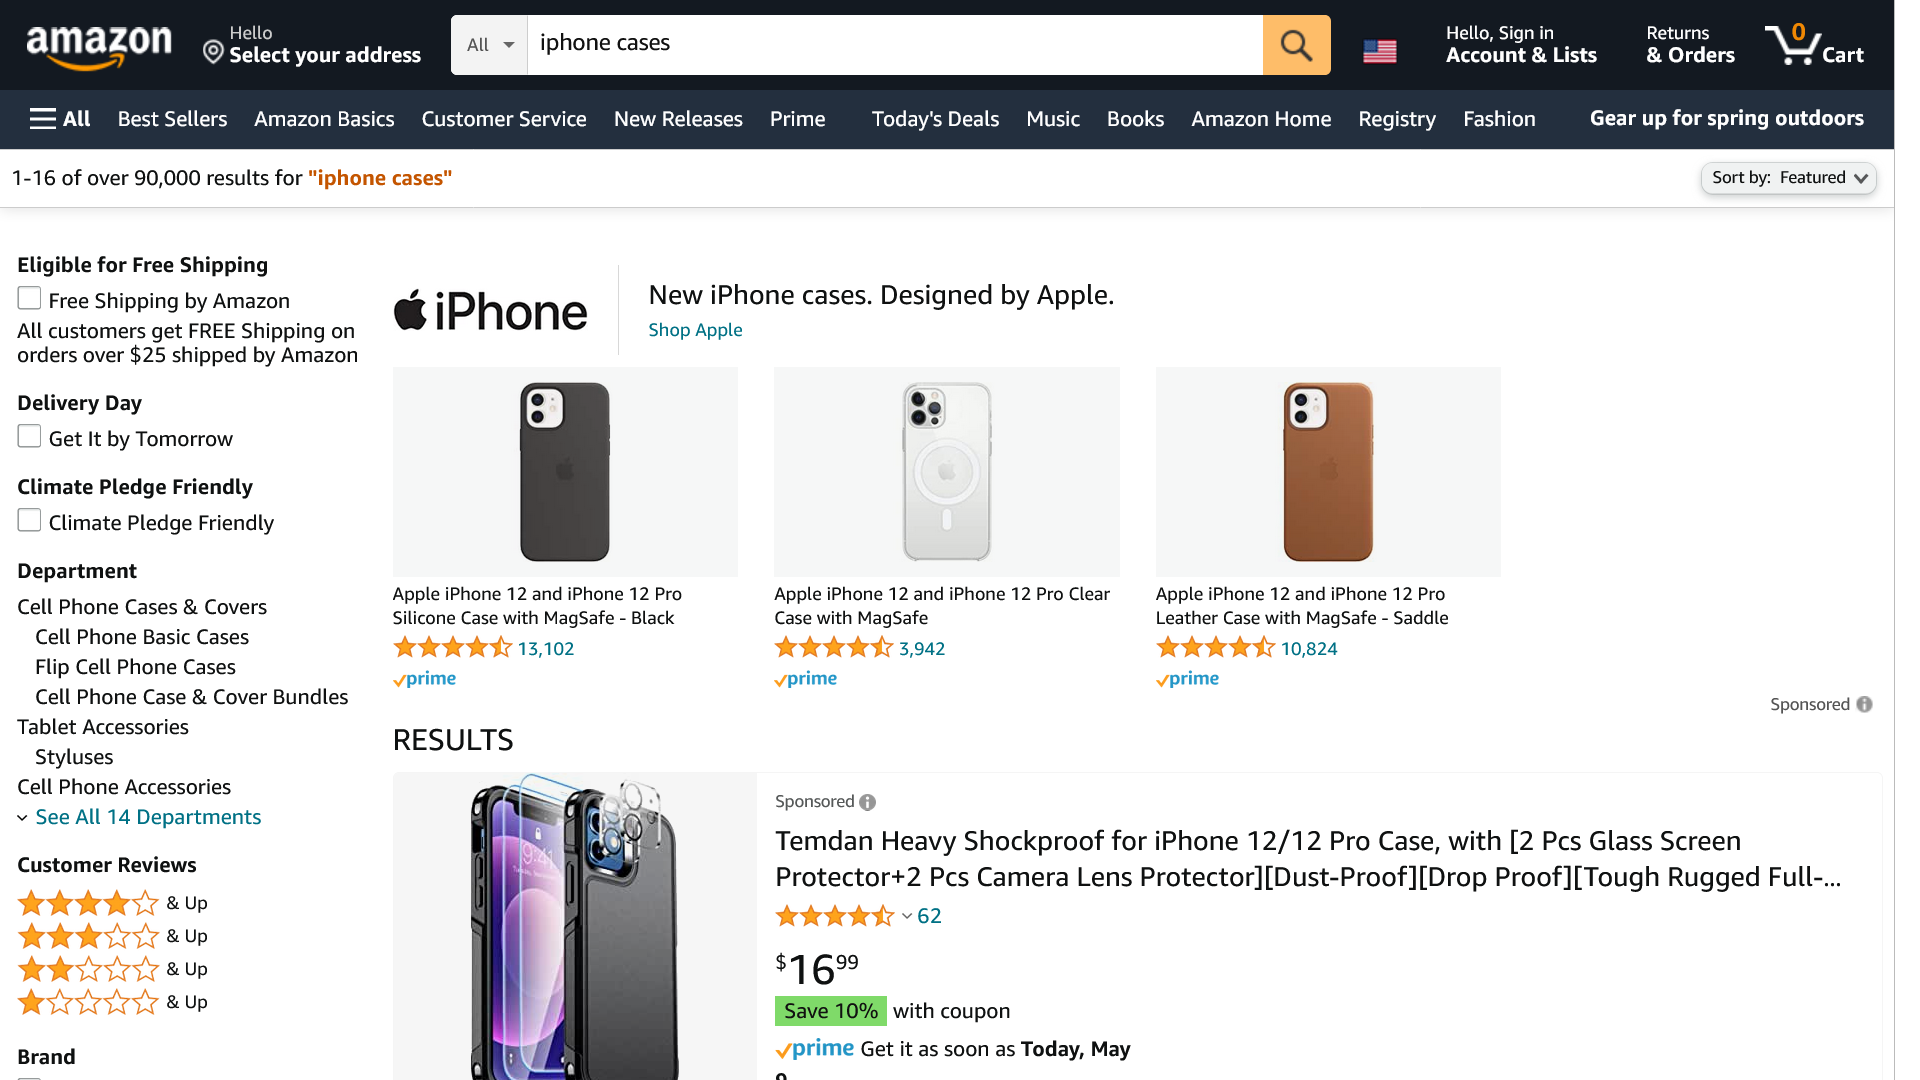 amazon
Hello
Select your address
All
iphone cases
Hello, Sign in
Account & Lists
Returns
& Orders
0
Cart
All
Best Sellers
Amazon Basics
Customer Service
New Releases
Prime
Today's Deals
Music
Books
Amazon Home
Registry
Fashion
Gear up for spring outdoors
1-16 of over 90,000 results for "iphone cases"
Sort by: Featured
Eligible for Free Shipping
Free Shipping by Amazon
All customers get FREE Shipping on
orders over $25 shipped by Amazon
Delivery Day
Get It by Tomorrow
Climate Pledge Friendly
Climate Pledge Friendly
Department
Cell Phone Cases & Covers
Cell Phone Basic Cases
Flip Cell Phone Cases
Cell Phone Case & Cover Bundles
Tablet Accessories
Styluses
Cell Phone Accessories
See All 14 Departments
Customer Reviews
& Up
& Up
& Up
& Up
Brand
iPhone
New iPhone cases. Designed by Apple.
Shop Apple
Apple iPhone 12 and iPhone 12 Pro
Silicone Case with MagSafe - Black
13,102
prime
Apple iPhone 12 and iPhone 12 Pro Clear
Case with MagSafe
3,942
prime
Apple iPhone 12 and iPhone 12 Pro
Leather Case with MagSafe - Saddle
10,824
prime
Sponsored
RESULTS
9:41
Sponsored
Temdan Heavy Shockproof for iPhone 12/12 Pro Case, with [2 Pcs Glass Screen
Protector+2 Pcs Camera Lens Protector][Dust-Proof][Drop Proof][Tough Rugged Full-...
62
$1699
Save 10% with coupon
prime Get it as soon as Today, May
9